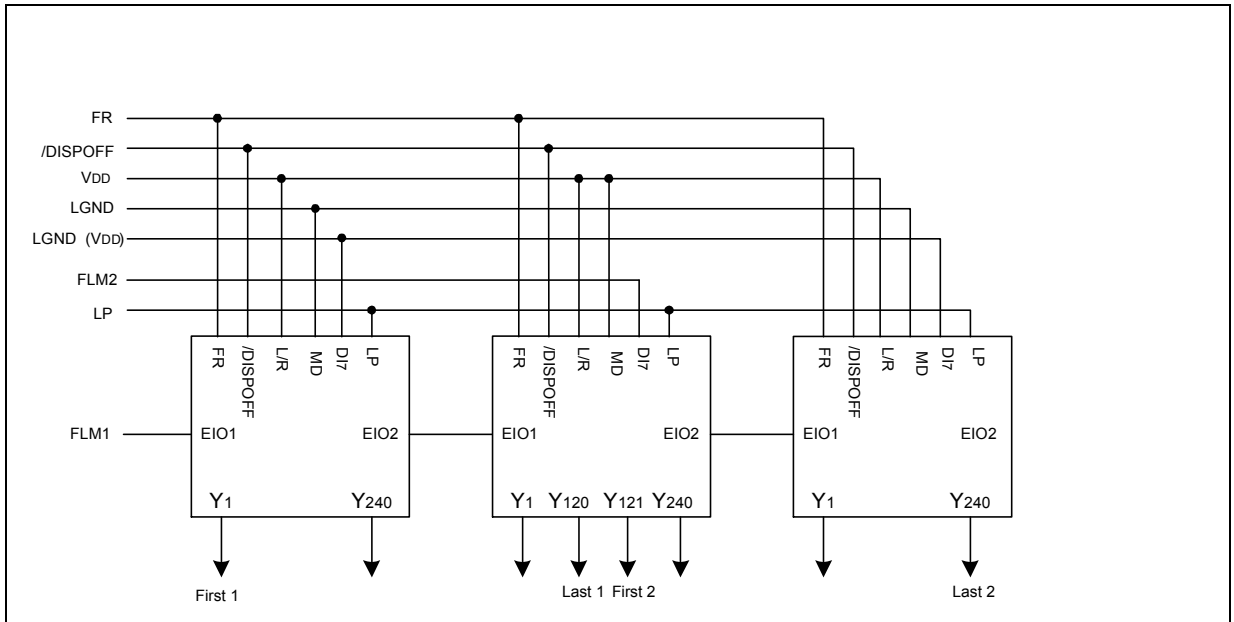 FR
/DISPOFF
VDD
LGND
LGND (VDD)
FLM2
LP
FR
/DISPOFF
L/R
MD
DI7
LP
FR
/DISPOFF
L/R
MD
DI7
LP
FR
/DISPOFF
L/R
MD
DI7
LP
FLM1
EIO1
EIO2
EIO1
EIO2
EIO1
EIO2
Y1
Y240
Y1
Y120
Y121
Y240
Y1
Y240
First 1
Last 1
First 2
Last 2